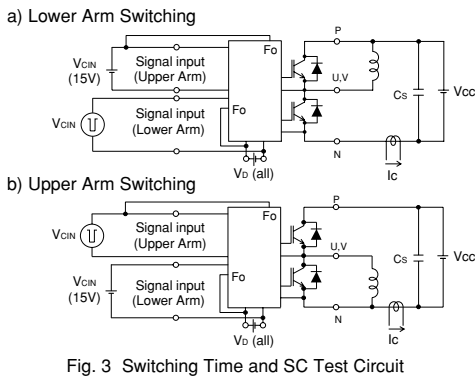 a) Lower Arm Switching
P
Fo
VCIN
(15V)
Signal input
(Upper Arm)
U,V
CS
VCC
VCIN
Signal input
(Lower Arm)
Fo
N
VD (all)
IC
b) Upper Arm Switching
P
Fo
VCIN
Signal input
(Upper Arm)
U,V
CS
VCC
VCIN
(15V)
Signal input
(Lower Arm)
Fo
N
VD (all)
IC
Fig. 3 Switching Time and SC Test Circuit